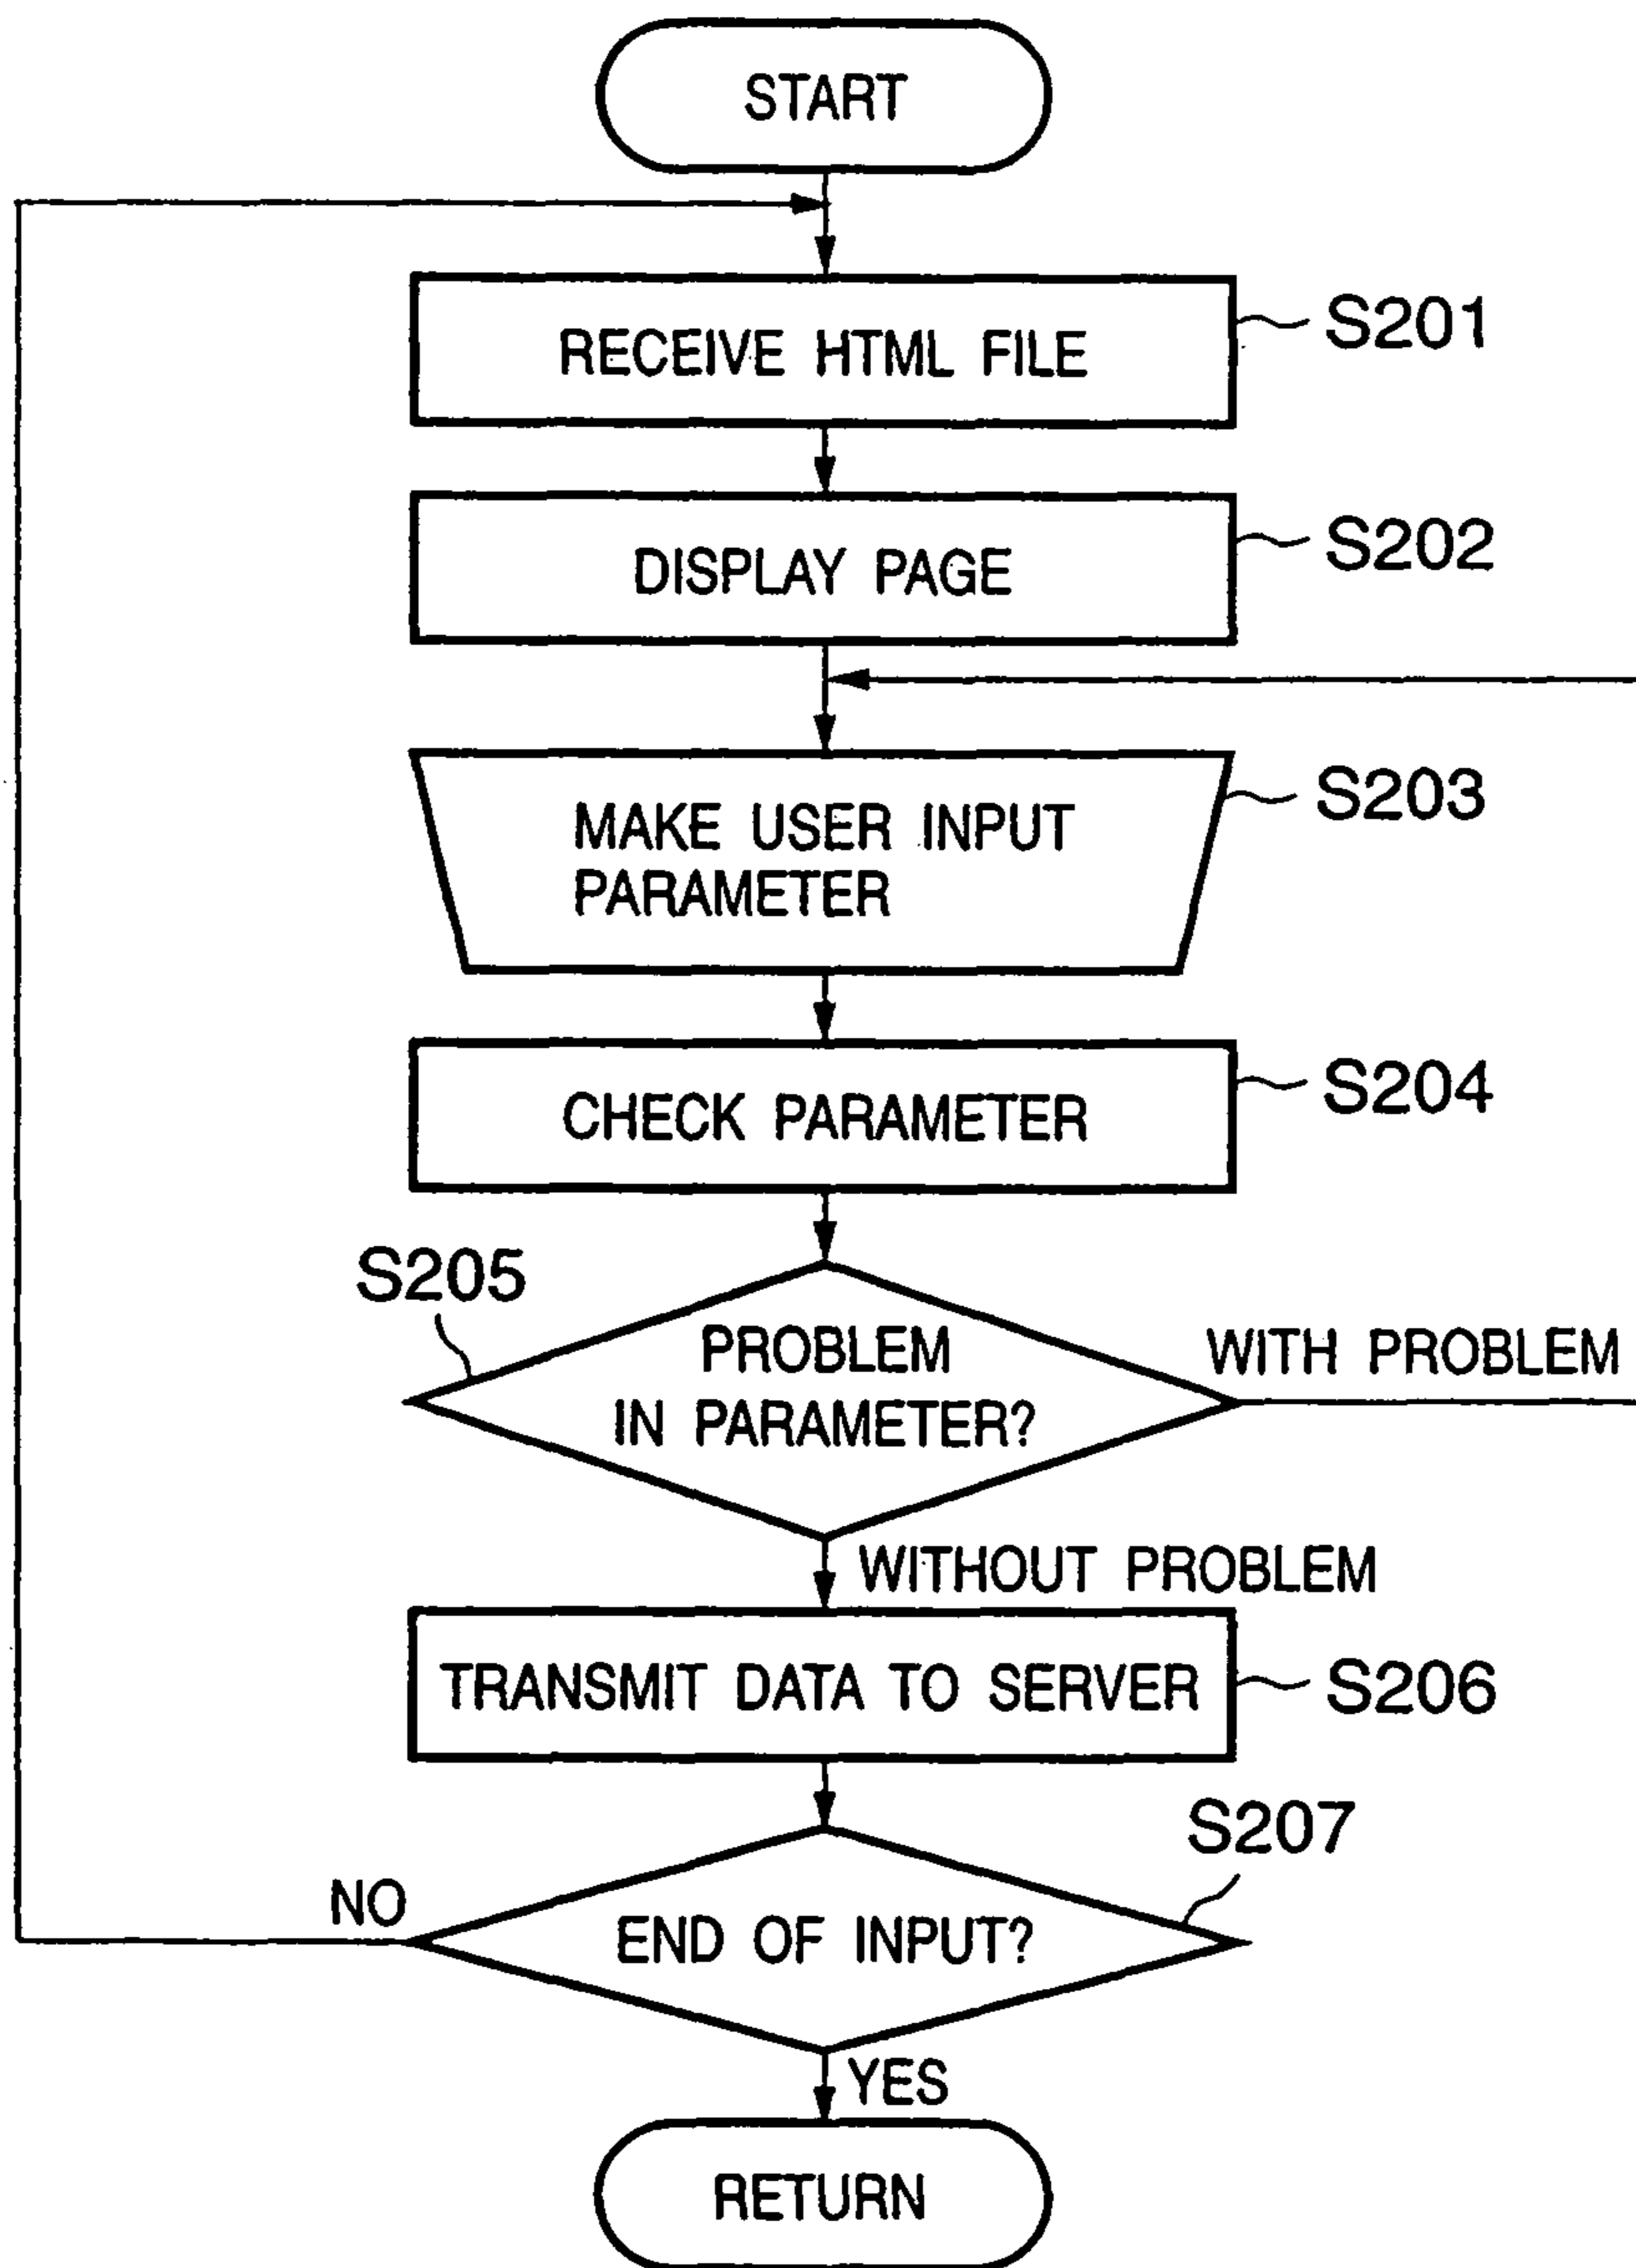 START
RECEIVE HTML FILE
S201
DISPLAY PAGE
S202
MAKE USER INPUT
PARAMETER
S203
CHECK PARAMETER
S204
S205
PROBLEM
IN PARAMETER?
WITH PROBLEM
WITHOUT PROBLEM
TRANSMIT DATA TO SERVER
S206
S207
NO
END OF INPUT?
YES
RETURN